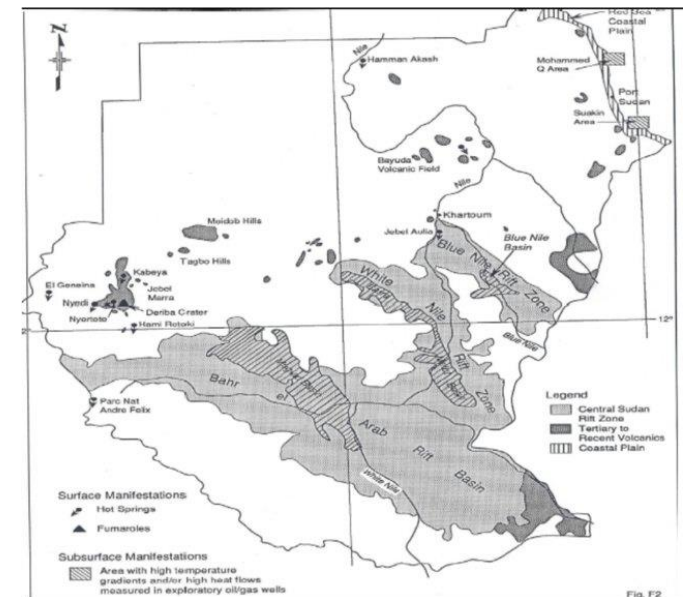 Red Sea
Coastal
Plain
N
Nile
Hamman Akash
Mohammed
Q Area
Port
Sudan
Suakin
Area
Bayuda
Volcanic Field
Nile
Khartoum
Meidob Hills
Jebel Aulia
Blue Nile
Basin
Tagbo Hills
Blue Nile Rift Zone
Kabeya
El Geneina
Jebel
Marra
White Nile Rift Zone
Nyedi
Deriba Crater
Nyertete
Hami Rotoki
12°
Blue Nile
Bahr el Arab Rift Basin
Parc Nat
Andre Felix
White Nile
Legend
Central Sudan
Rift Zone
Tertiary to
Recent Volcanics
Coastal Plain
Surface Manifestations
Hot Springs
Fumaroles
Subsurface Manifestations
Area with high temperature
gradients and/or high heat flows
measured in exploratory oil/gas wells
Fig. F2